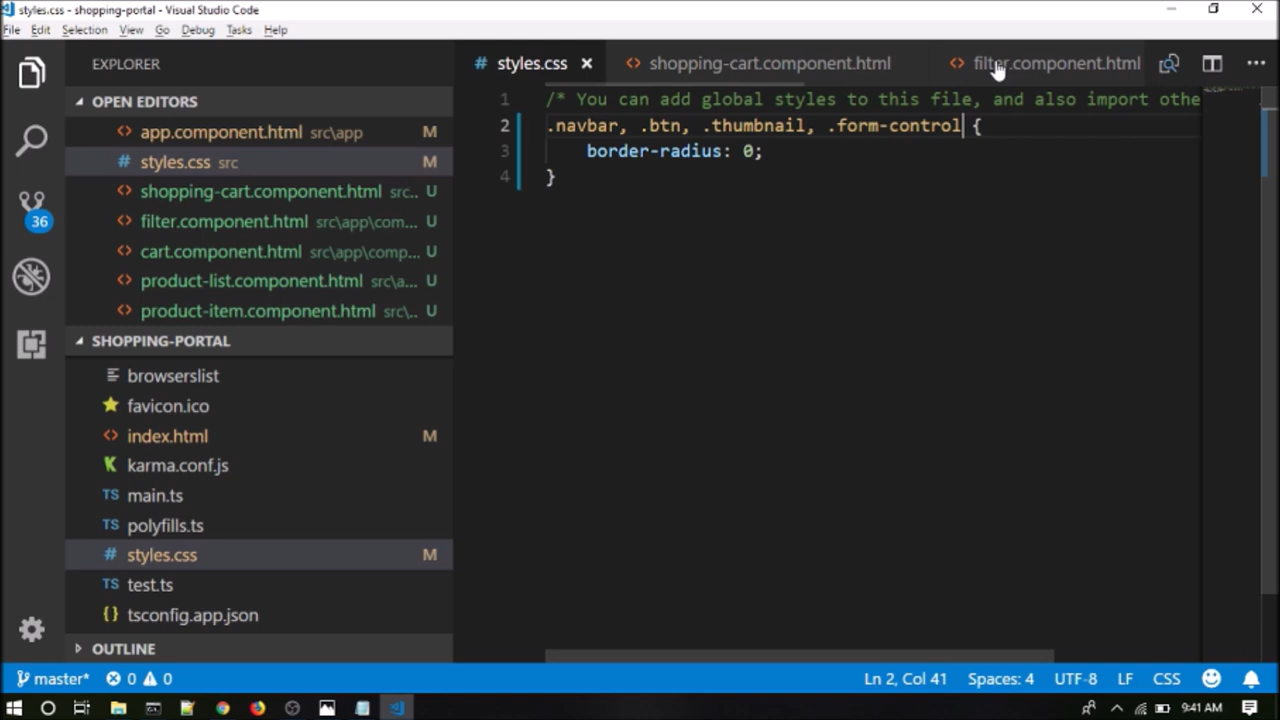 styles.css - shopping-portal - Visual Studio Code
File Edit Selection View Go Debug Tasks Help
EXPLORER
OPEN EDITORS
app.component.html src\app M
styles.css src M
shopping-cart.component.html src... U
filter.component.html src\app\com... U
cart.component.html src\app\comp... U
product-list.component.html src\a... U
product-item.component.html src\... U
SHOPPING-PORTAL
browserslist
favicon.ico
index.html M
karma.conf.js
main.ts
polyfills.ts
styles.css M
test.ts
tsconfig.app.json
OUTLINE
36
styles.css shopping-cart.component.html filter.component.html
1 /* You can add global styles to this file, and also import othe
2 .navbar, .btn, .thumbnail, .form-control {
3 border-radius: 0;
4 }
master* 0 0 Ln 2, Col 41 Spaces: 4 UTF-8 LF CSS
9:41 AM